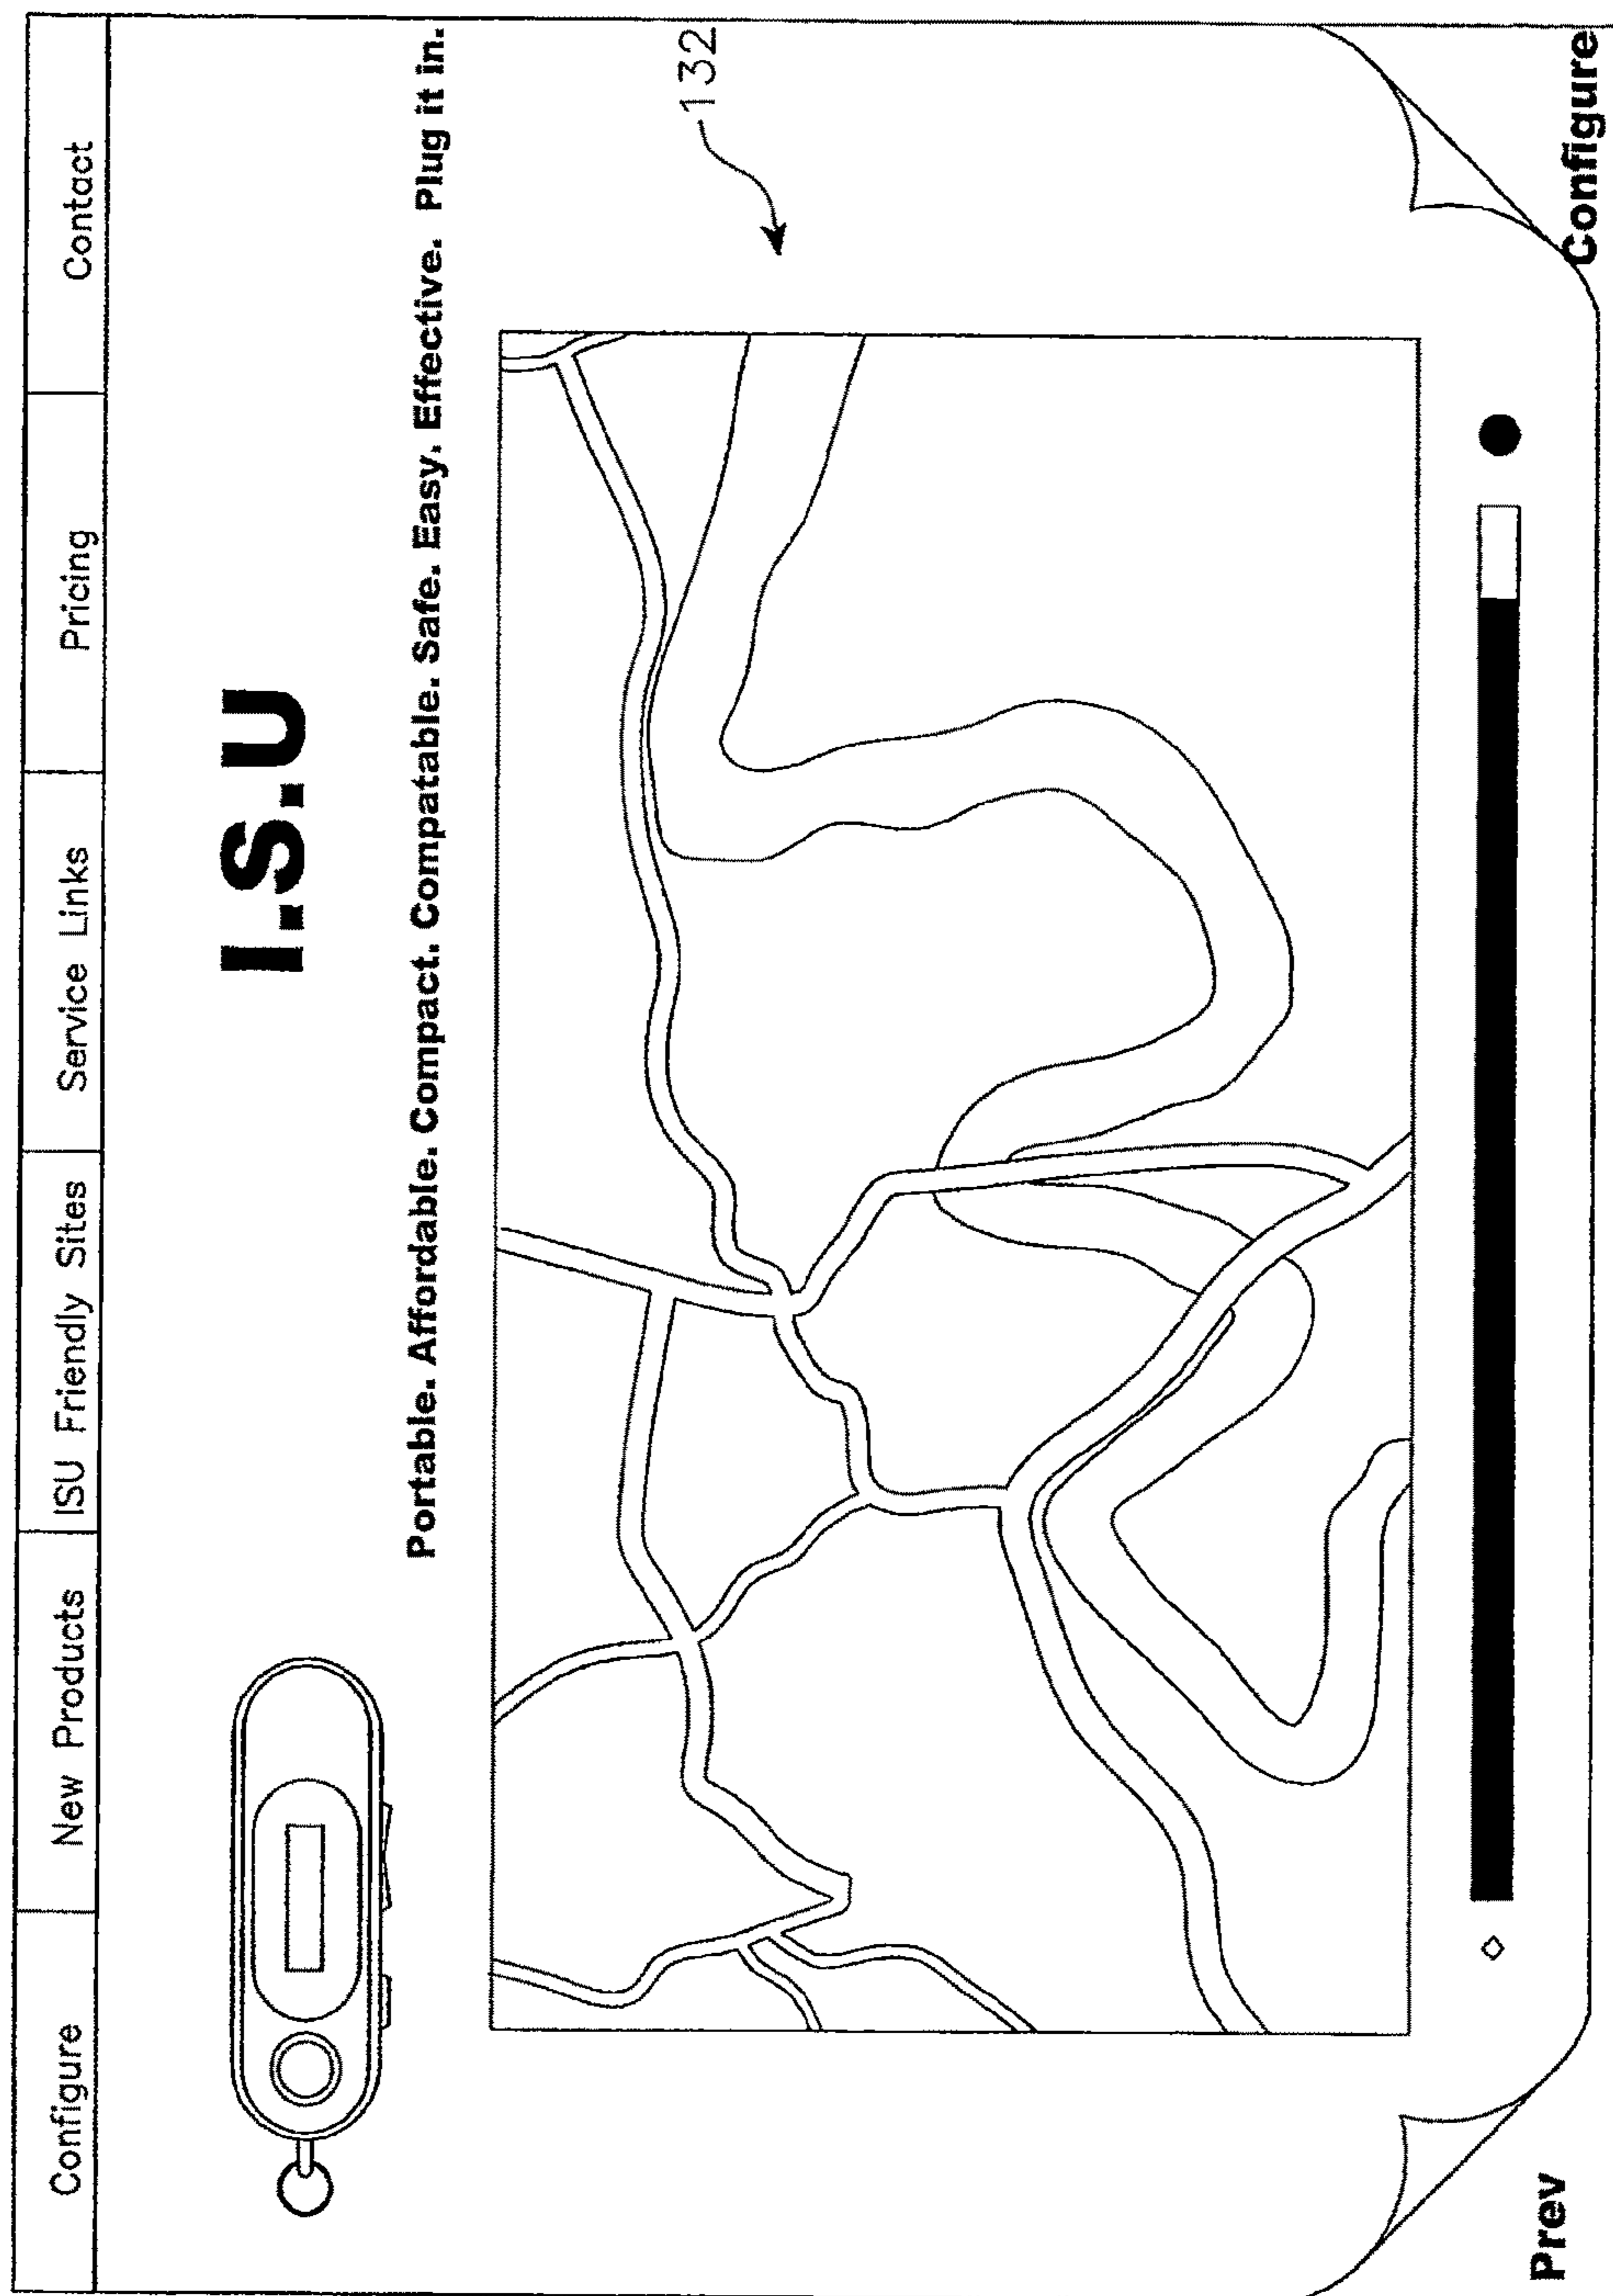 Configure
New Products
ISU Friendly Sites
Service Links
Pricing
Contact
I.S.U
Portable. Affordable. Compact. Compatable. Safe. Easy. Effective. Plug it in.
132
Prev
Configure